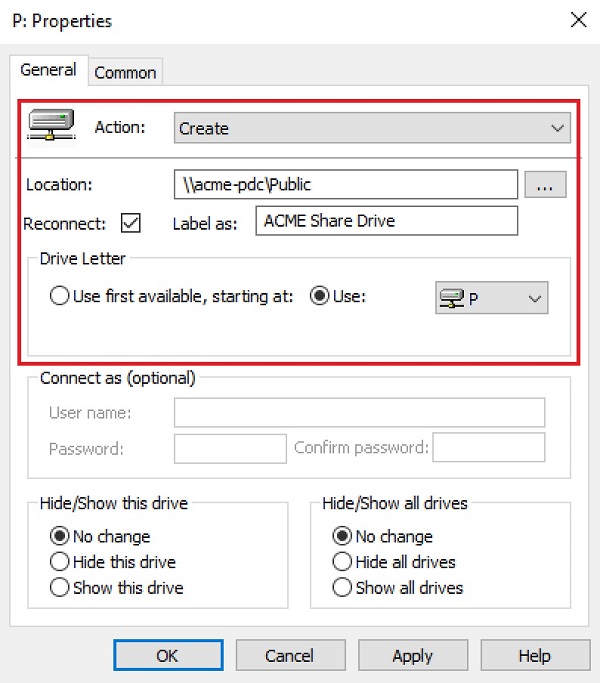 P: Properties
General Common
Action: Create
Location: \\acme-pdc\Public ...
Reconnect: Label as: ACME Share Drive
Drive Letter
Use first available, starting at: Use: P
Connect as (optional)
User name:
Password: Confirm password:
Hide/Show this drive Hide/Show all drives
No change No change
Hide this drive Hide all drives
Show this drive Show all drives
OK Cancel Apply Help